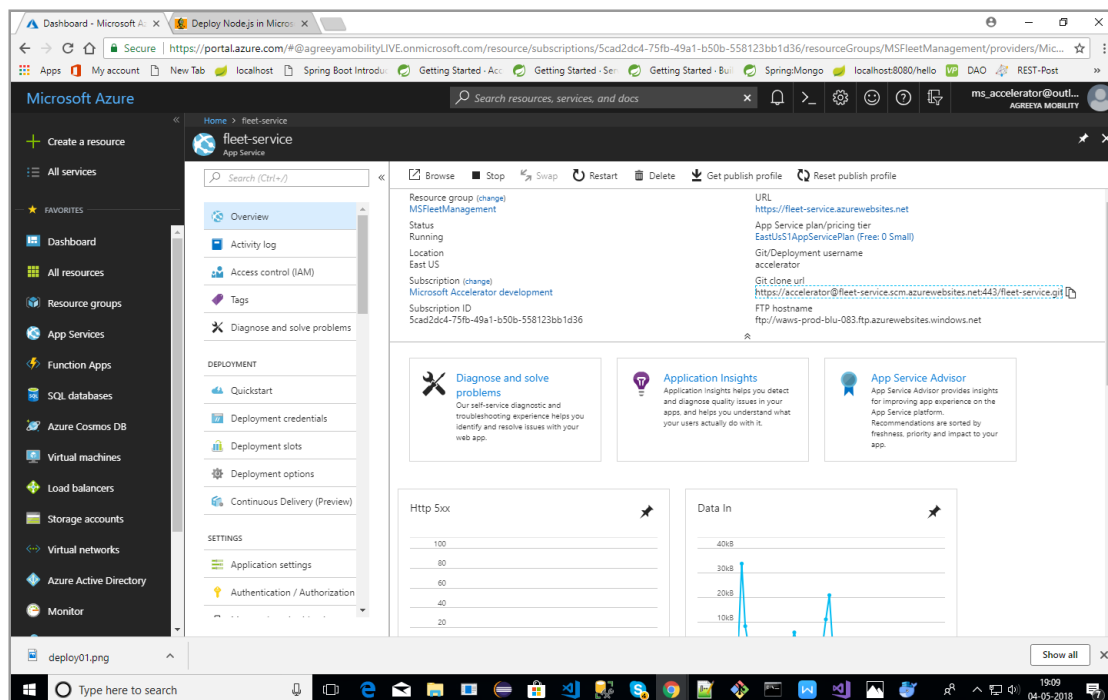 Dashboard - Microsoft A:
Deploy Node.js in Micros
Secure
https://portal.azure.com/#@agreeyamobilityLIVE.onmicrosoft.com/resource/subscriptions/5cad2dc4-75fb-49a1-b50b-558123bb1d36/resourceGroups/MSFleetManagement/providers/Mic...
Apps
My account
New Tab
localhost
Spring Boot Introduc
Getting Started · Acc
Getting Started · Ser
Getting Started · Buil
Spring:Mongo
localhost:8080/hello
DAO
REST-Post
»
Microsoft Azure
Search resources, services, and docs
ms_accelerator@outl...
AGREEYA MOBILITY
Create a resource
All services
FAVORITES
Dashboard
All resources
Resource groups
App Services
Function Apps
SQL databases
Azure Cosmos DB
Virtual machines
Load balancers
Storage accounts
Virtual networks
Azure Active Directory
Monitor
Home > fleet-service
fleet-service
App Service
Search (Ctrl+/)
Overview
Activity log
Access control (IAM)
Tags
Diagnose and solve problems
DEPLOYMENT
Quickstart
Deployment credentials
Deployment slots
Deployment options
Continuous Delivery (Preview)
SETTINGS
Application settings
Authentication / Authorization
Browse
Stop
Swap
Restart
Delete
Get publish profile
Reset publish profile
Resource group (change)
MSFleetManagement
Status
Running
Location
East US
Subscription (change)
Microsoft Accelerator development
Subscription ID
5cad2dc4-75fb-49a1-b50b-558123bb1d36
URL
https://fleet-service.azurewebsites.net
App Service plan/pricing tier
EastUsS1AppServicePlan (Free: 0 Small)
Git/Deployment username
accelerator
Git clone url
https://accelerator@fleet-service.scm.azurewebsites.net:443/fleet-service.git
FTP hostname
ftp://waws-prod-blu-083.ftp.azurewebsites.windows.net
Diagnose and solve
problems
Our self-service diagnostic and
troubleshooting experience helps you
identify and resolve issues with your
web app.
Application Insights
Application Insights helps you detect
and diagnose quality issues in your
apps, and helps you understand what
your users actually do with it.
App Service Advisor
App Service Advisor provides insights
for improving app experience on the
App Service platform.
Recommendations are sorted by
freshness, priority and impact to your
app.
Http 5xx
100
80
60
40
20
Data In
40kB
30kB
20kB
10kB
deploy01.png
Show all
Type here to search
19:09
04-05-2018